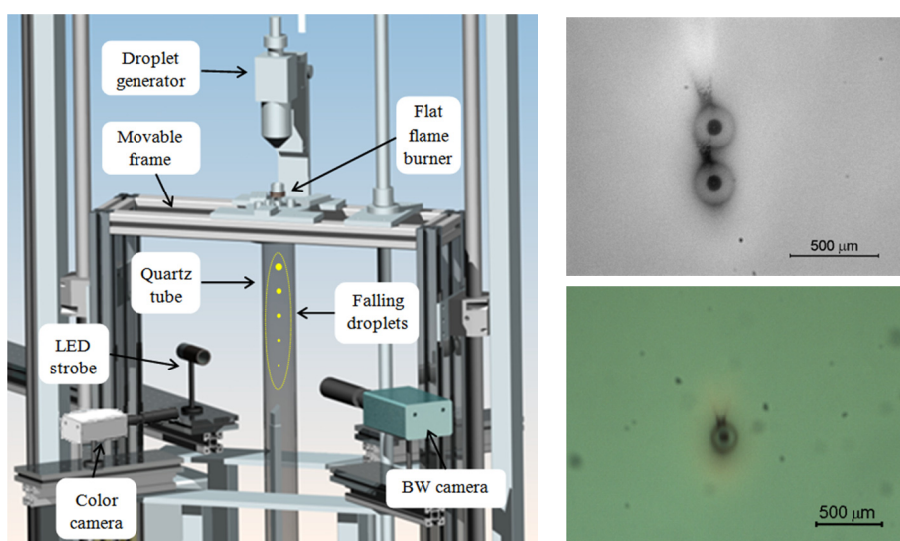 Droplet
generator
Flat
flame
burner
Movable
frame
Quartz
tube
Falling
droplets
LED
strobe
Color
camera
BW camera
500 μm
500 μm